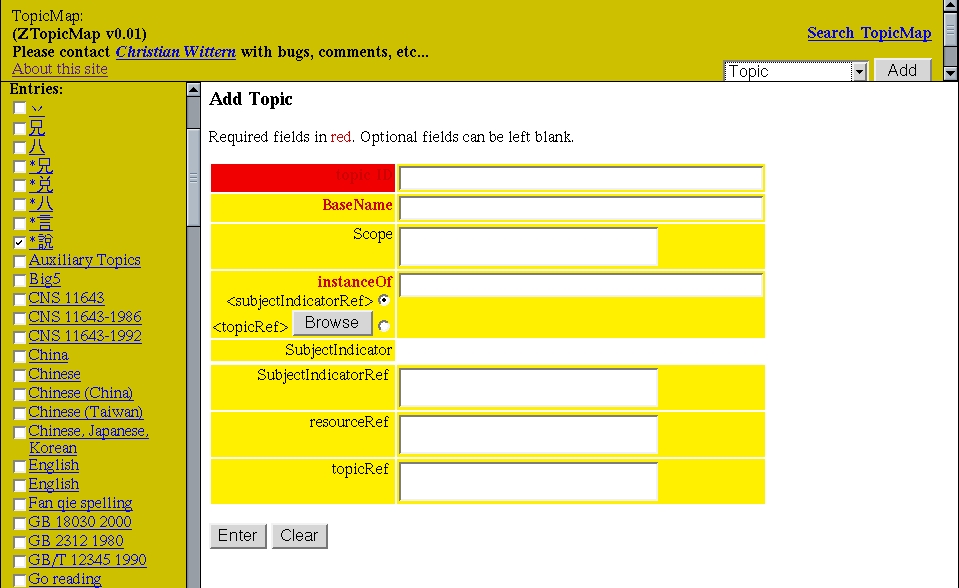 TopicMap:
(ZTopicMap v0.01)
Please contact Christian Wittern with bugs, comments, etc...
About this site
Search TopicMap
Topic
Add
Entries:
丷
兄
八
*兄
*兑
*八
*言
*說
Auxiliary Topics
Big5
CNS 11643
CNS 11643-1986
CNS 11643-1992
China
Chinese
Chinese (China)
Chinese (Taiwan)
Chinese, Japanese,
Korean
English
English
Fan qie spelling
GB 18030 2000
GB 2312 1980
GB/T 12345 1990
Go reading
Add Topic
Required fields in red. Optional fields can be left blank.
topic ID
BaseName
Scope
instanceOf
<subjectIndicatorRef>
<topicRef> Browse
SubjectIndicator
SubjectIndicatorRef
resourceRef
topicRef
Enter Clear